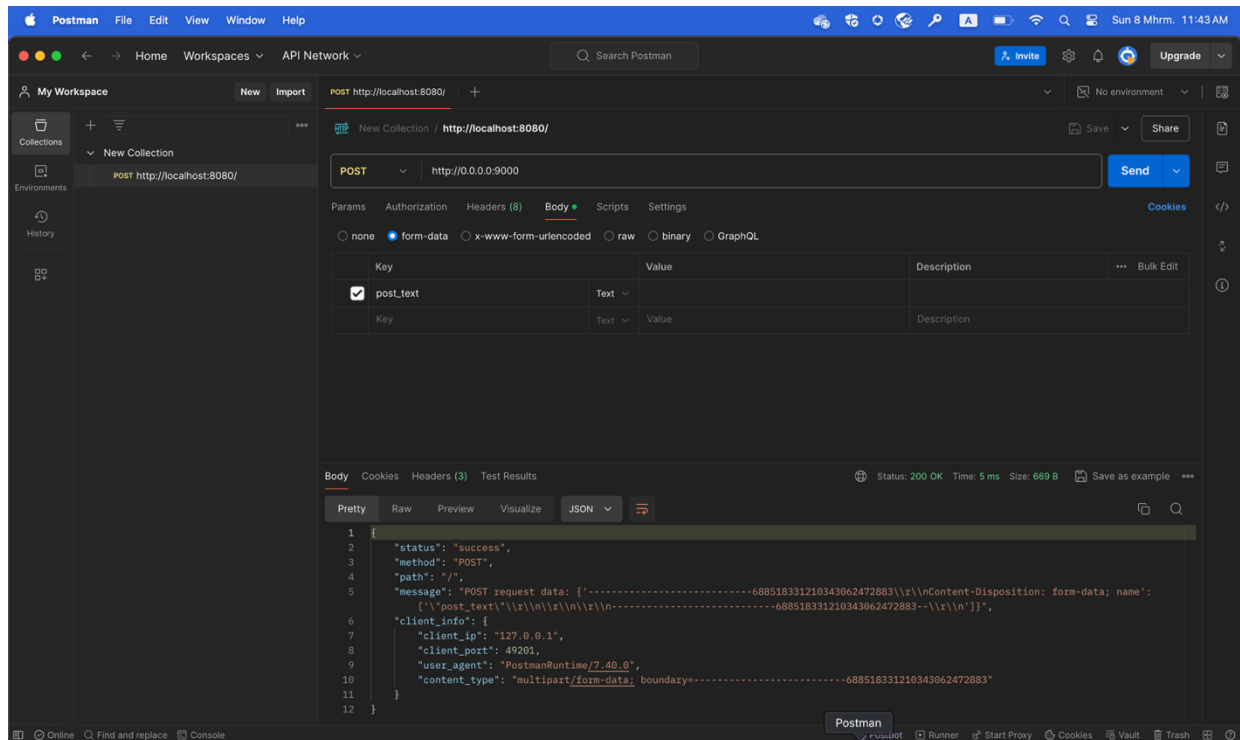 Postman File Edit View Window Help A Sun 8 Mhrm. 11:43 AM
Home Workspaces API Network Search Postman Invite Upgrade
My Workspace New Import POST http://localhost:8080/ No environment
Collections
HTTP New Collection / http://localhost:8080/ Save Share
New Collection
POST http://localhost:8080/
Environments
History
POST http://0.0.0.0:9000 Send
Params Authorization Headers (8) Body Scripts Settings Cookies
none form-data x-www-form-urlencoded raw binary GraphQL
Key Value Description Bulk Edit
post_text Text
Key Text Value Description
Body Cookies Headers (3) Test Results Status: 200 OK Time: 5 ms Size: 669 B Save as example
Pretty Raw Preview Visualize JSON
1 {
2 "status": "success",
3 "method": "POST",
4 "path": "/",
5 "message": "POST request data: {'----------------------------688518331210343062472883\\r\\nContent-Disposition: form-data; name':
['\"post_text\"\\r\\n\\r\\n\\r\\n----------------------------688518331210343062472883--\\r\\n']}",
6 "client_info": {
7 "client_ip": "127.0.0.1",
8 "client_port": 49201,
9 "user_agent": "PostmanRuntime/7.40.0",
10 "content_type": "multipart/form-data; boundary=--------------------------688518331210343062472883"
11 }
12 }
Postman
Online Find and replace Console Postbot Runner Start Proxy Cookies Vault Trash